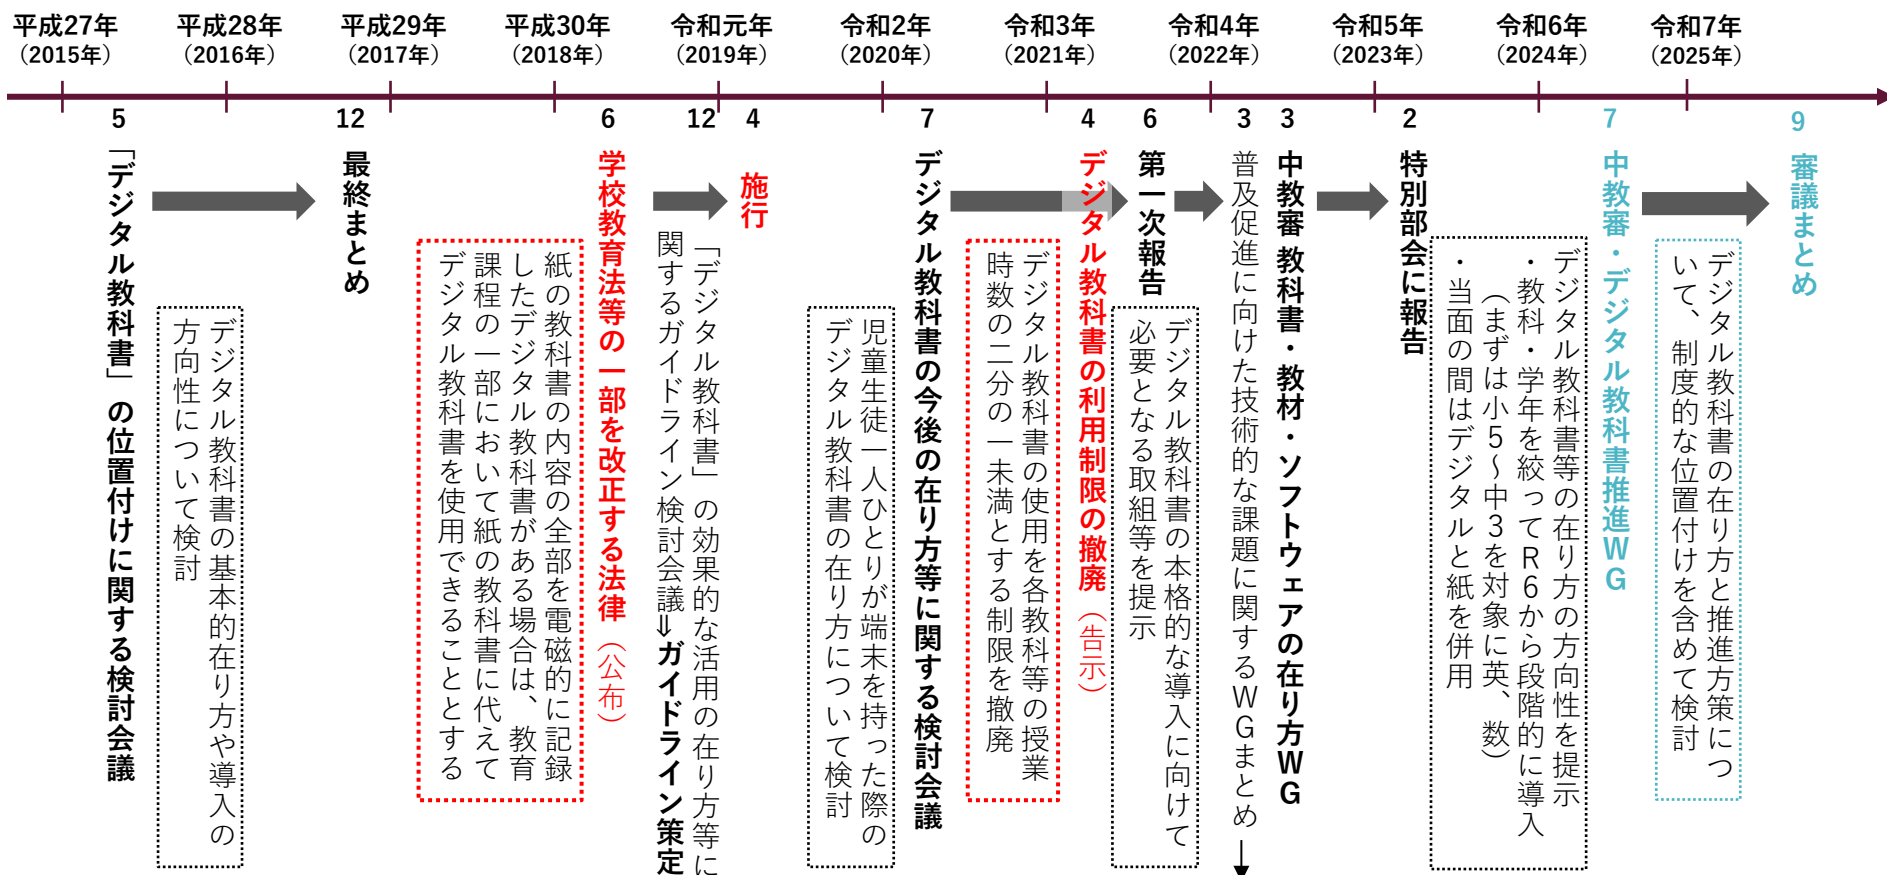 平成27年
（2015年）
平成28年
（2016年）
平成29年
（2017年）
平成30年
（2018年）
令和元年
（2019年）
令和2年
（2020年）
令和3年
（2021年）
令和4年
（2022年）
令和5年
（2023年）
令和6年
（2024年）
令和7年
（2025年）
5
「デジタル教科書」の位置付けに関する検討会議
デジタル教科書の基本的在り方や導入の
方向性について検討
12
最終まとめ
6
学校教育法等の一部を改正する法律（公布）
紙の教科書の内容の全部を電磁的に記録
したデジタル教科書がある場合は、教育
課程の一部において紙の教科書に代えて
デジタル教科書を使用できることとする
12
「デジタル教科書」の効果的な活用の在り方等に
関するガイドライン検討会議⇒ガイドライン策定
4
施行
7
デジタル教科書の今後の在り方等に関する検討会議
児童生徒一人ひとりが端末を持った際の
デジタル教科書の在り方について検討
4
デジタル教科書の利用制限の撤廃（告示）
デジタル教科書の使用を各教科等の授業
時数の二分の一未満とする制限を撤廃
6
第一次報告
デジタル教科書の本格的な導入に向けて
必要となる取組等を提示
3
普及促進に向けた技術的な課題に関するWGまとめ
3
中教審 教科書・教材・ソフトウェアの在り方WG
2
特別部会に報告
デジタル教科書等の在り方の方向性を提示
・教科・学年を絞ってR6から段階的に導入
（まずは小5～中3を対象に英、数）
・当面の間はデジタルと紙を併用
7
中教審・デジタル教科書推進WG
デジタル教科書の在り方と推進方策につ
いて、制度的な位置付けを含めて検討
9
審議まとめ